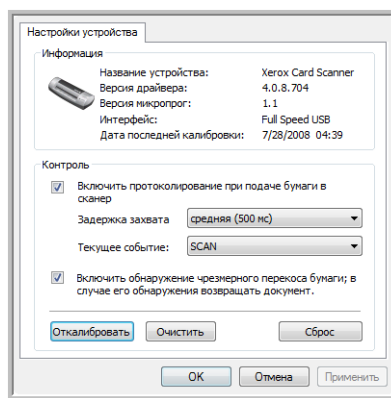 Настройки устройства
Информация
Название устройства: Xerox Card Scanner
Версия драйвера: 4.0.8.704
Версия микропрог: 1.1
Интерфейс: Full Speed USB
Дата последней калибровки: 7/28/2008 04:39
Контроль
Включить протоколирование при подаче бумаги в
сканер
Задержка захвата средняя (500 мс)
Текущее событие: SCAN
Включить обнаружение чрезмерного перекоса бумаги; в
случае его обнаружения возвращать документ.
Откалибровать Очистить Сброс
OK Отмена Применить